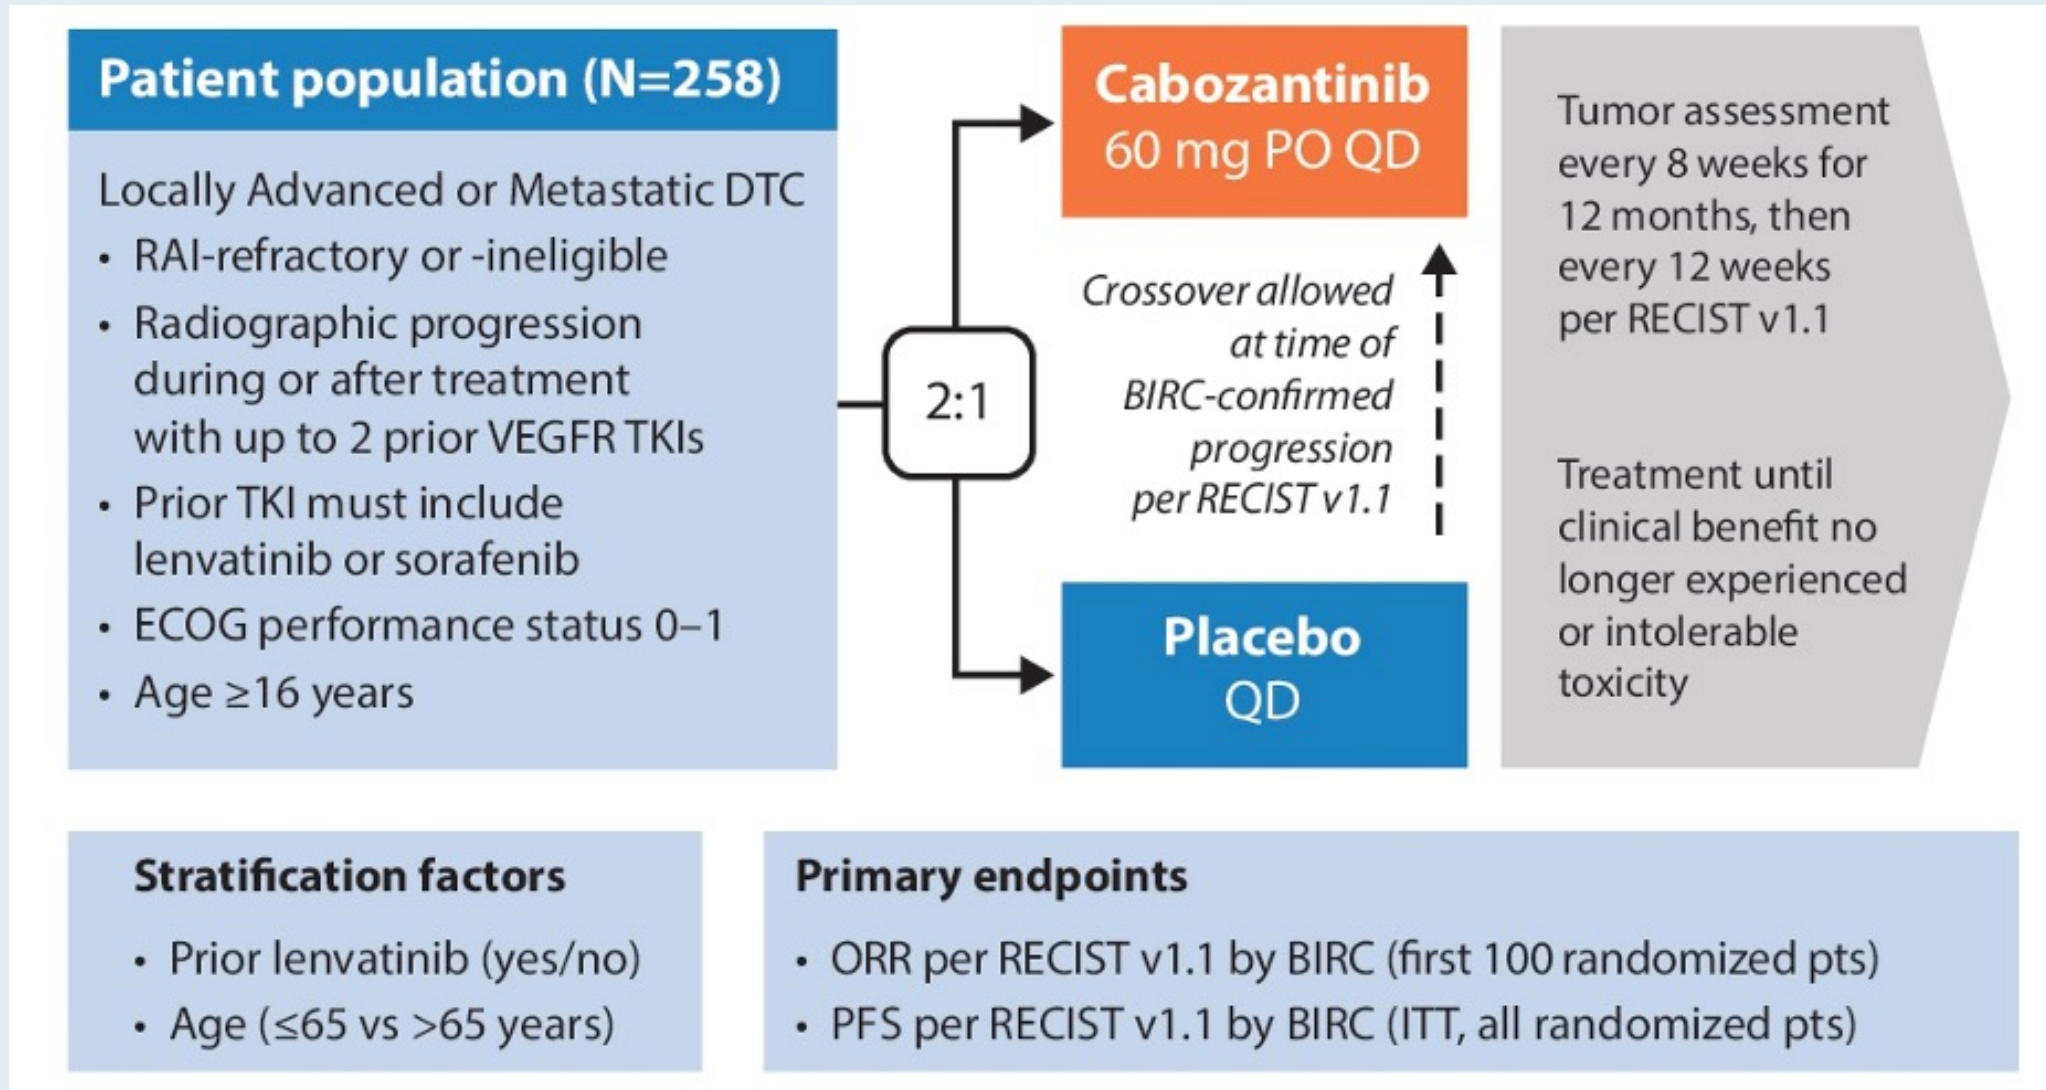 Patient population (N=258)
Locally Advanced or Metastatic DTC
• RAI-refractory or -ineligible
• Radiographic progression
during or after treatment
with up to 2 prior VEGFR TKIs
• Prior TKI must include
lenvatinib or sorafenib
• ECOG performance status 0–1
• Age ≥16 years
2:1
Cabozantinib
60 mg PO QD
Crossover allowed
at time of
BIRC-confirmed
progression
per RECIST v1.1
Placebo
QD
Tumor assessment
every 8 weeks for
12 months, then
every 12 weeks
per RECIST v1.1
Treatment until
clinical benefit no
longer experienced
or intolerable
toxicity
Stratification factors
• Prior lenvatinib (yes/no)
• Age (≤65 vs >65 years)
Primary endpoints
• ORR per RECIST v1.1 by BIRC (first 100 randomized pts)
• PFS per RECIST v1.1 by BIRC (ITT, all randomized pts)